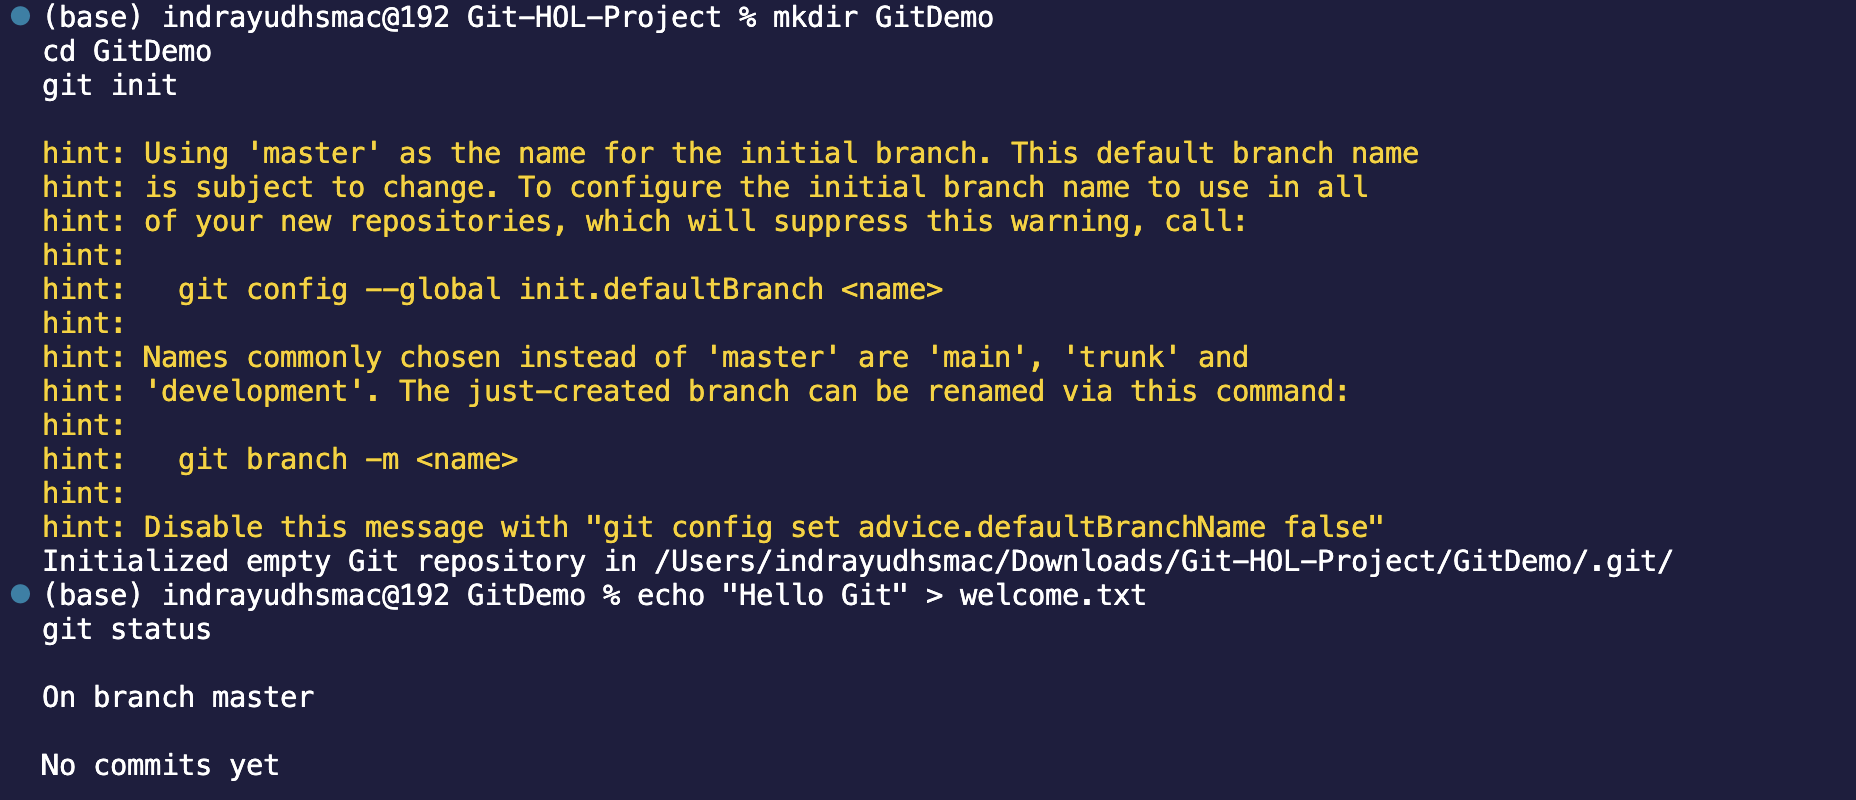 (base) indrayudhsmac@192 Git-HOL-Project % mkdir GitDemo
cd GitDemo
git init
hint: Using 'master' as the name for the initial branch. This default branch name
hint: is subject to change. To configure the initial branch name to use in all
hint: of your new repositories, which will suppress this warning, call:
hint:
hint:   git config --global init.defaultBranch <name>
hint:
hint: Names commonly chosen instead of 'master' are 'main', 'trunk' and
hint: 'development'. The just-created branch can be renamed via this command:
hint:
hint:   git branch -m <name>
hint:
hint: Disable this message with "git config set advice.defaultBranchName false"
Initialized empty Git repository in /Users/indrayudhsmac/Downloads/Git-HOL-Project/GitDemo/.git/
(base) indrayudhsmac@192 GitDemo % echo "Hello Git" > welcome.txt
git status
On branch master
No commits yet